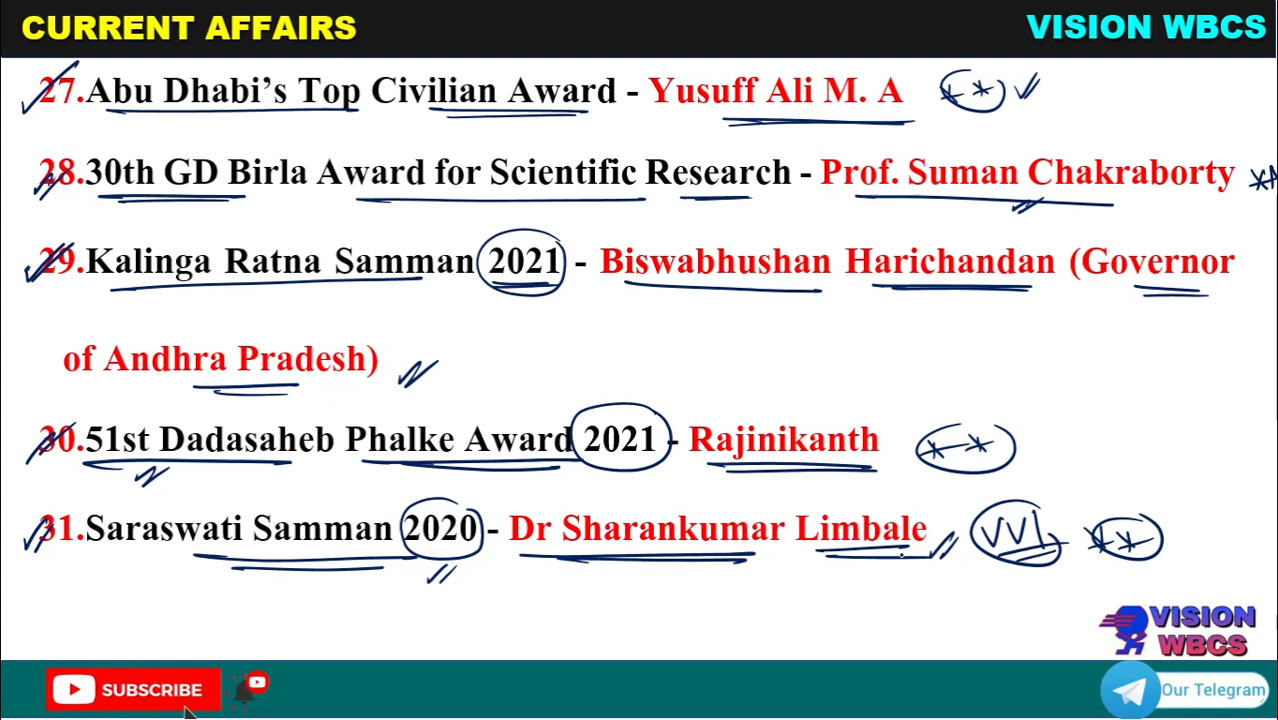 CURRENT AFFAIRS
VISION WBCS
27.Abu Dhabi's Top Civilian Award - Yusuff Ali M. A
28.30th GD Birla Award for Scientific Research - Prof. Suman Chakraborty
29.Kalinga Ratna Samman 2021 - Biswabhushan Harichandan (Governor
of Andhra Pradesh)
30.51st Dadasaheb Phalke Award 2021 - Rajinikanth
31.Saraswati Samman 2020 - Dr Sharankumar Limbale VVI
VISION
WBCS
SUBSCRIBE
Our Telegram